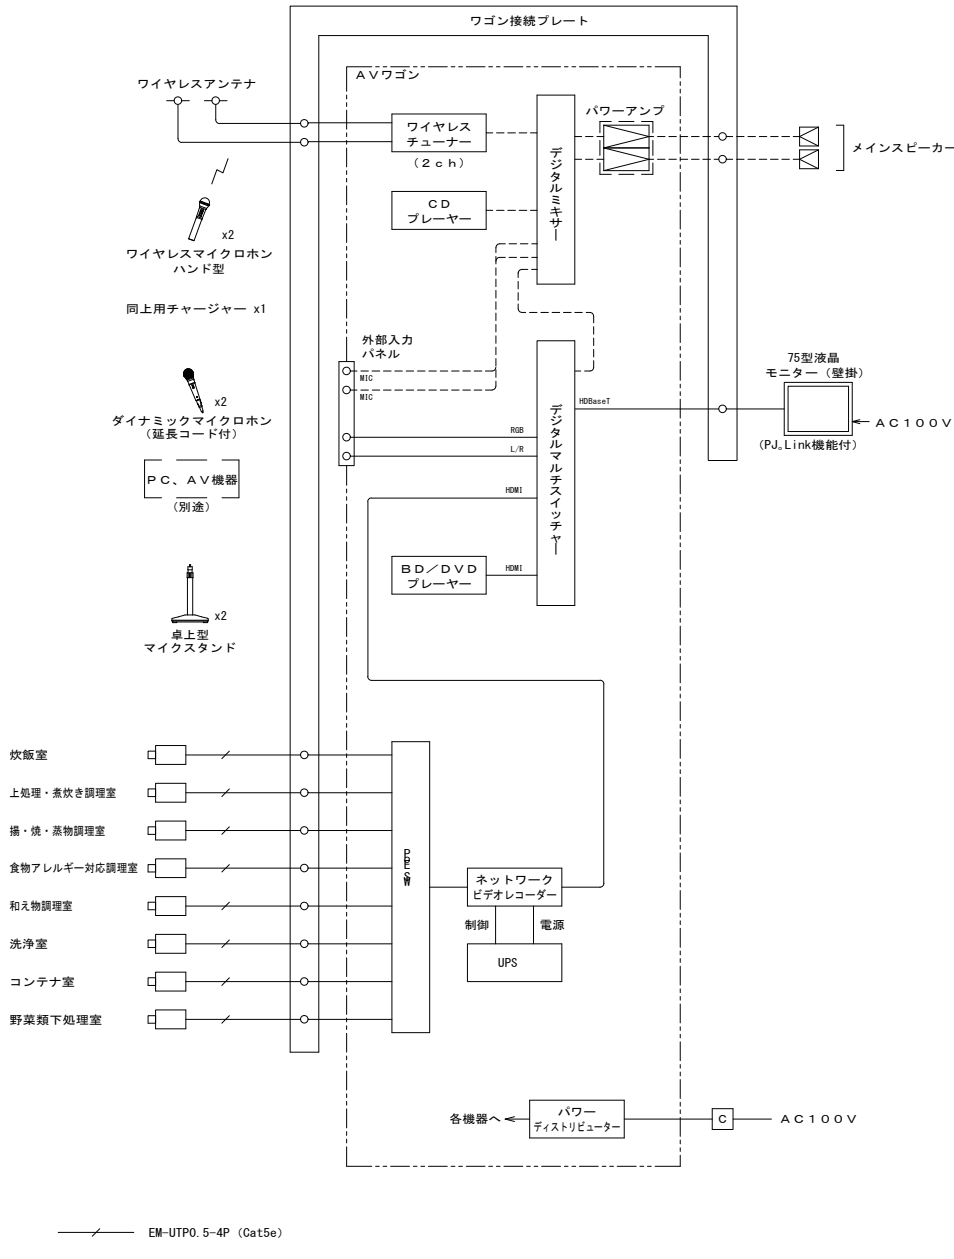 ワゴン接続プレート
AVワゴン
ワイヤレスアンテナ
ワイヤレス
チューナー
(2ch)
パワーアンプ
デジタルミキサー
メインスピーカー
CD
プレーヤー
x2
ワイヤレスマイクロホン
ハンド型
同上用チャージャー x1
外部入力
パネル
MIC
MIC
75型液晶
モニター(壁掛)
HDBaseT
AC100V
(PJ。Link機能付)
x2
ダイナミックマイクロホン
(延長コード付)
RGB
L/R
デジタルマルチスイッチャー
PC、AV機器
(別途)
HDMI
BD/DVD
プレーヤー
HDMI
x2
卓上型
マイクスタンド
炊飯室
上処理・煮炊き調理室
揚・焼・蒸物調理室
食物アレルギー対応調理室
和え物調理室
洗浄室
コンテナ室
野菜類下処理室
ネットワーク
ビデオレコーダー
制御
電源
UPS
各機器へ
パワー
ディストリビューター
C
AC100V
EM-UTP0.5-4P (Cat5e)